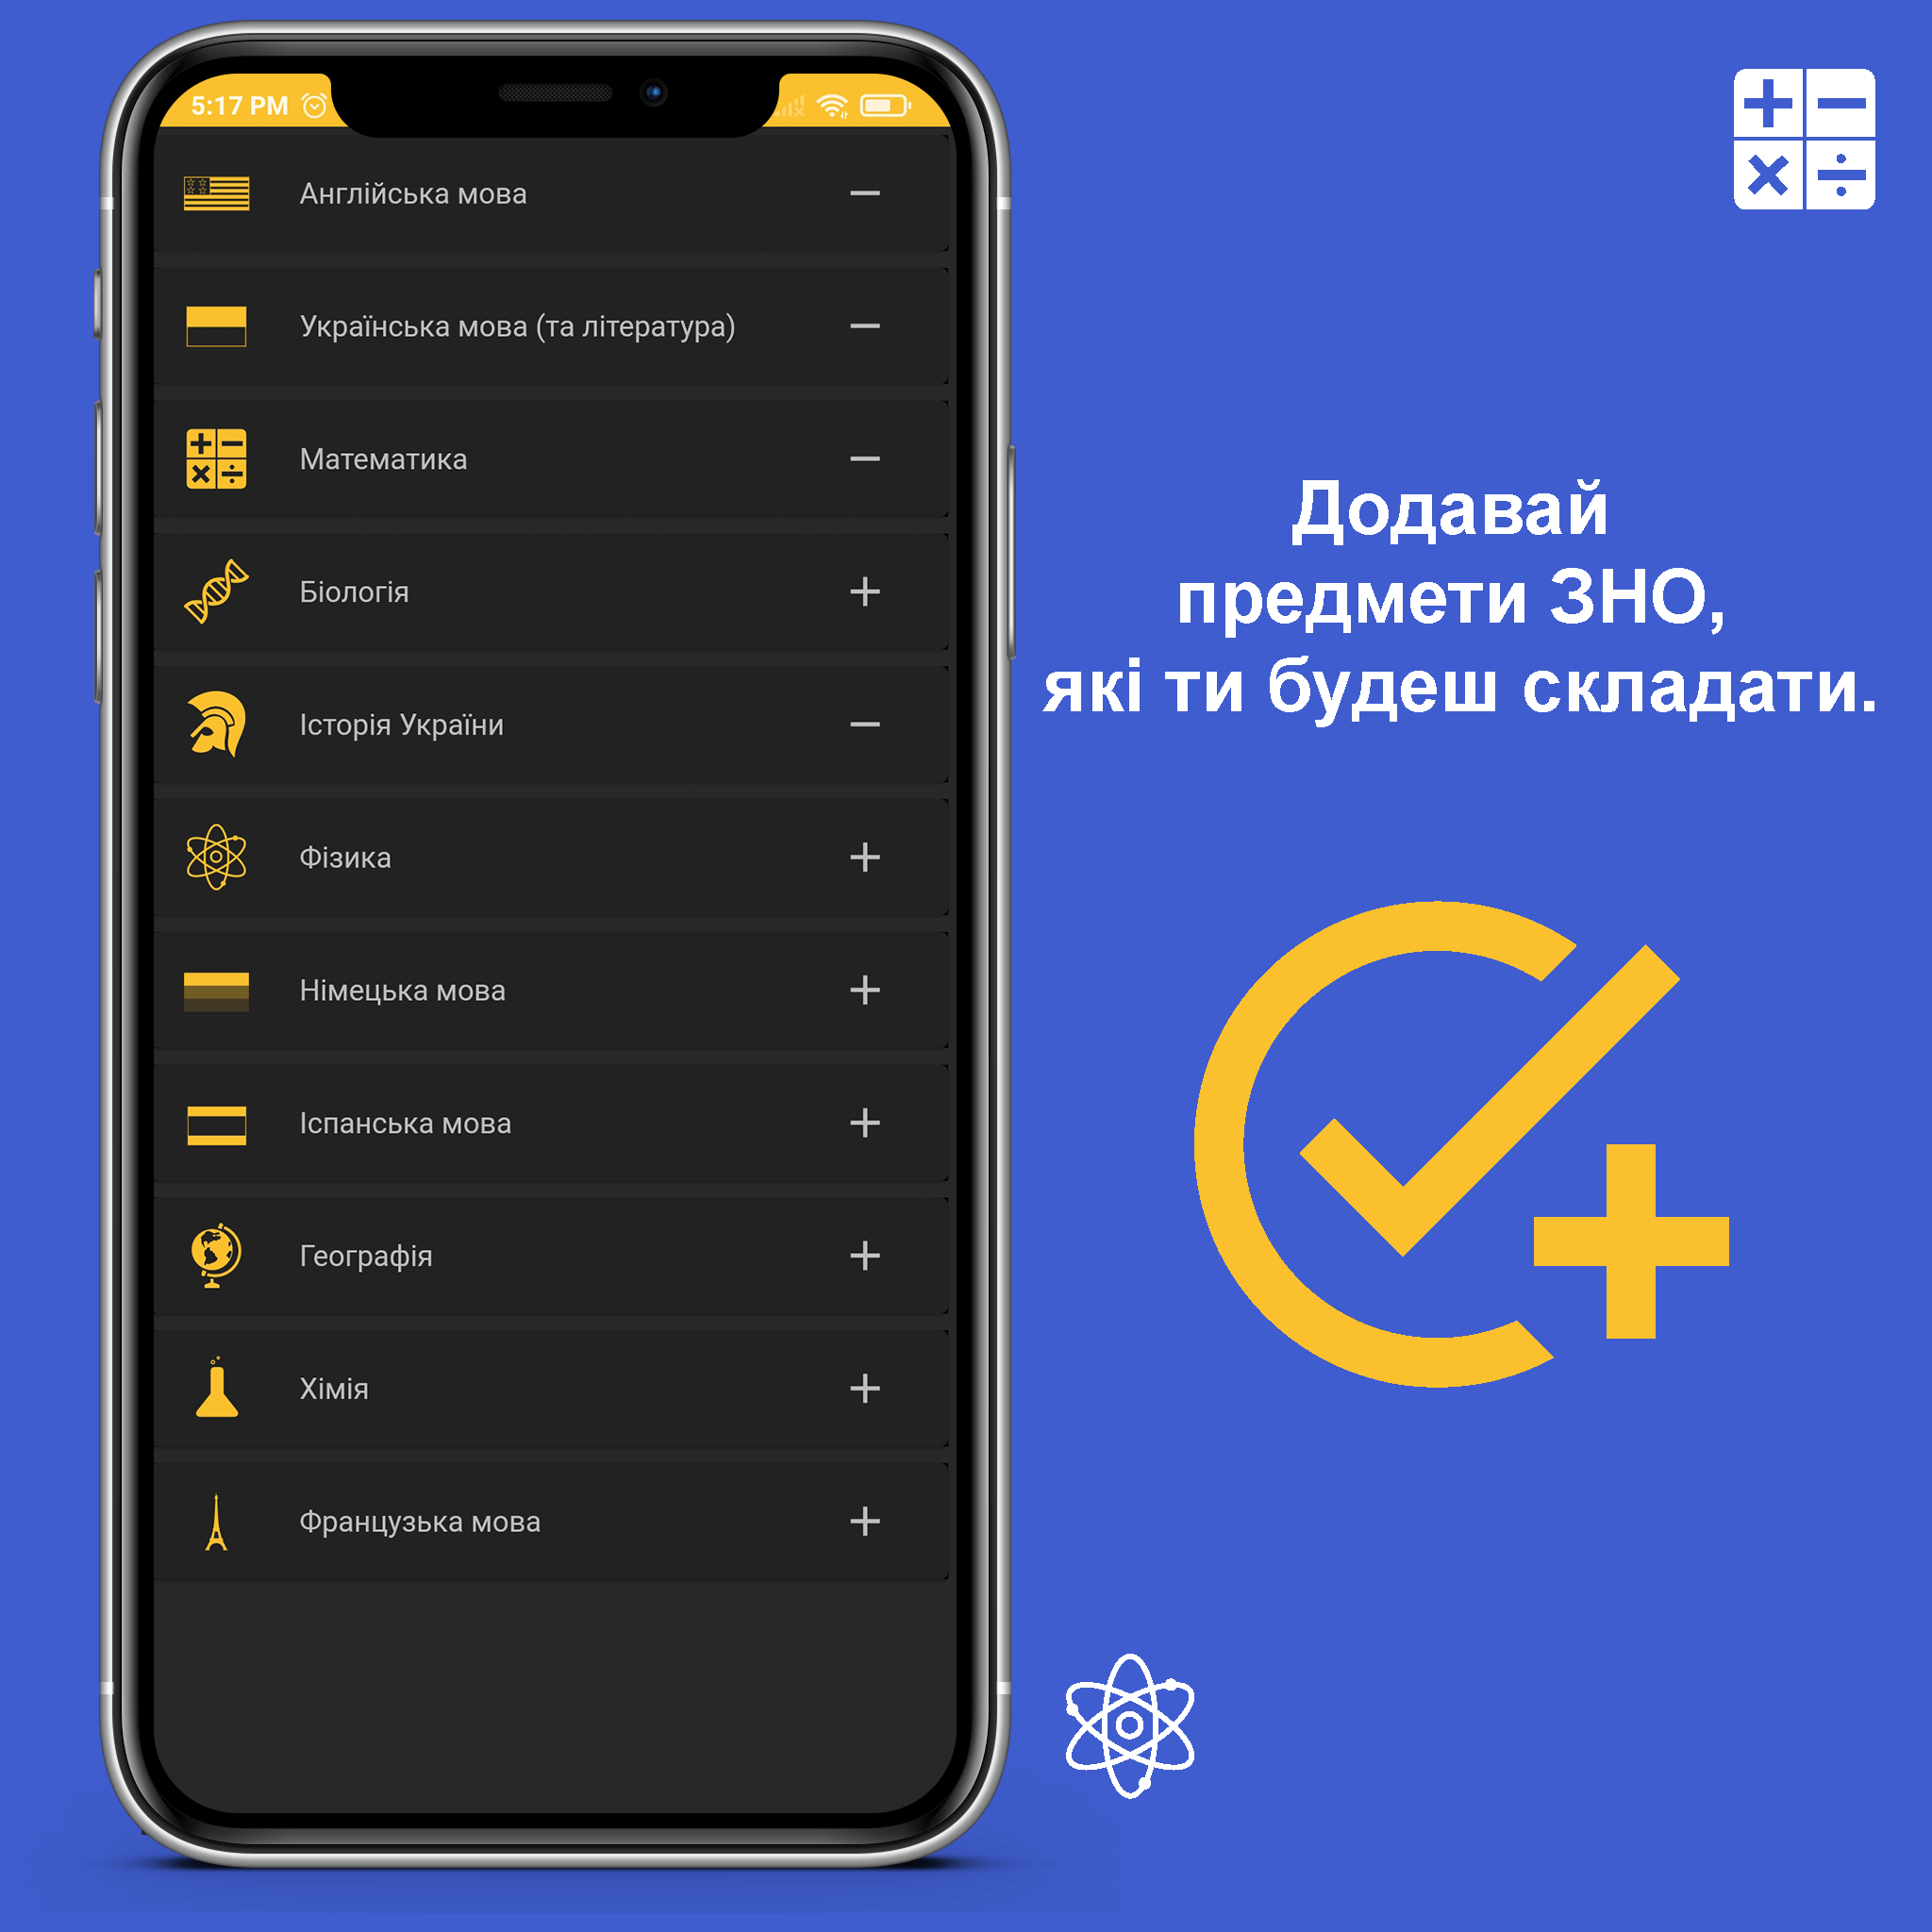 5:17 PM
Англійська мова
Українська мова (та література)
Математика
Біологія
Історія України
Фізика
Німецька мова
Іспанська мова
Географія
Хімія
Французька мова
Додавай
предмети ЗНО,
які ти будеш складати.